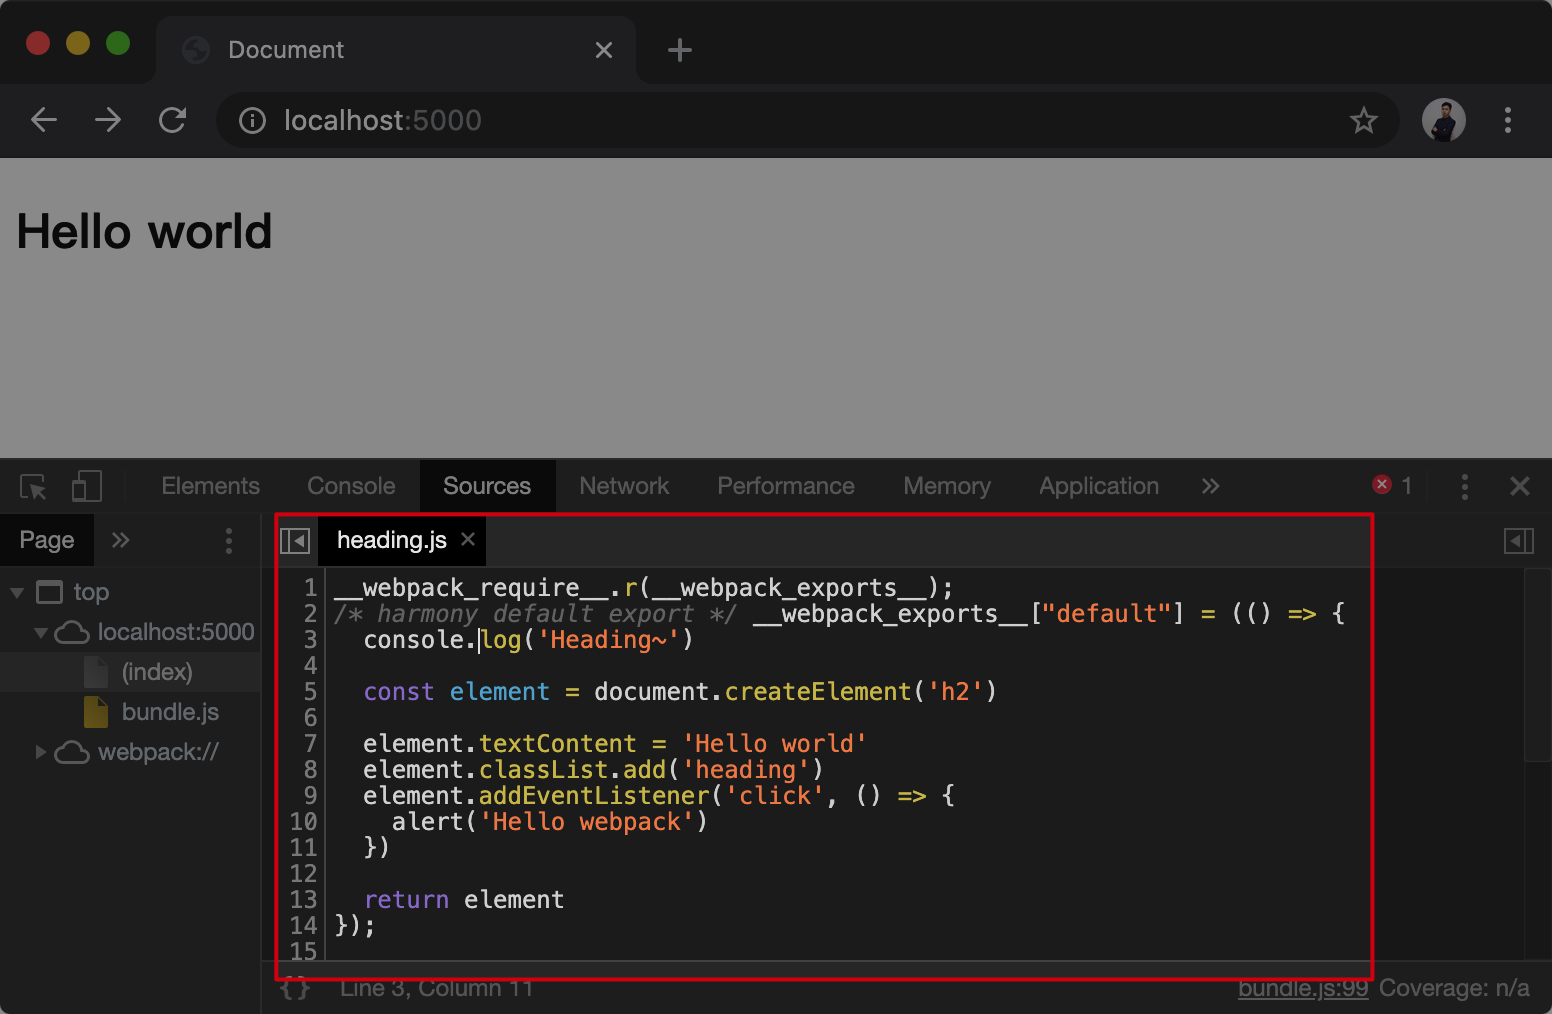 Document
localhost:5000
Hello world
Elements Console Sources Network Performance Memory Application » 1
Page » heading.js
top
localhost:5000
(index)
bundle.js
webpack://
1 __webpack_require__.r(__webpack_exports__);
2 /* harmony default export */ __webpack_exports__["default"] = (() => {
3 console.log('Heading~')
4
5 const element = document.createElement('h2')
6
7 element.textContent = 'Hello world'
8 element.classList.add('heading')
9 element.addEventListener('click', () => {
10 alert('Hello webpack')
11 })
12
13 return element
14 });
15
{} Line 3, Column 11 bundle.js:99 Coverage: n/a